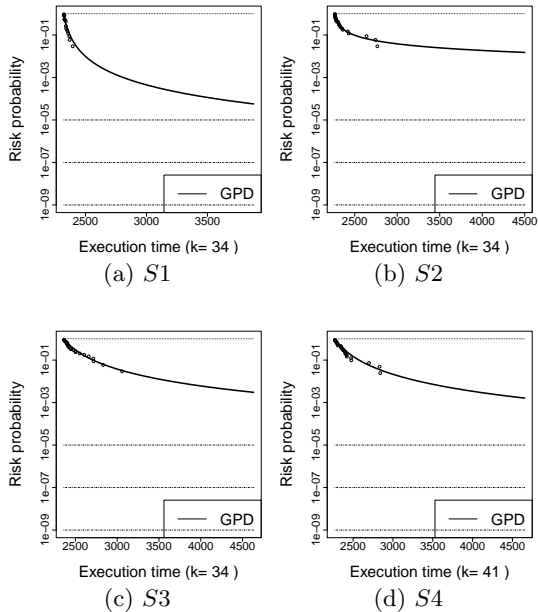 Risk probability
1e−01
1e−03
1e−05
1e−07
1e−09
GPD
2500 3000 3500
Execution time (k= 34 )
(a) S1
Risk probability
1e−01
1e−03
1e−05
1e−07
1e−09
GPD
2500 3000 3500 4000 4500
Execution time (k= 34 )
(b) S2
Risk probability
1e−01
1e−03
1e−05
1e−07
1e−09
GPD
2500 3000 3500 4000 4500
Execution time (k= 34 )
(c) S3
Risk probability
1e−01
1e−03
1e−05
1e−07
1e−09
GPD
2500 3000 3500 4000 4500
Execution time (k= 41 )
(d) S4